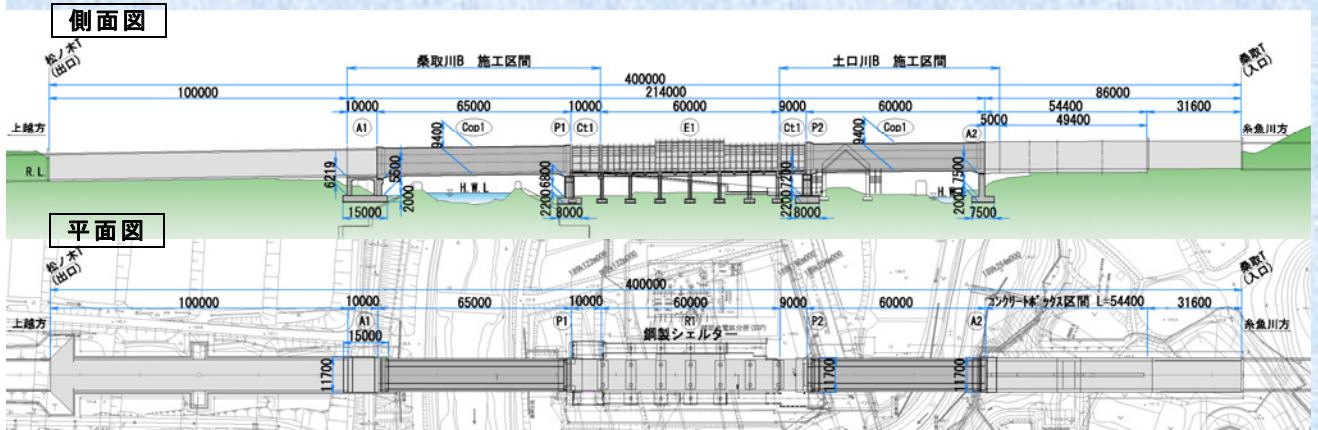 側面図
松ノ木T
(出口)
桑取T
(入口)
桑取川B 施工区間
土口川B 施工区間
400000
100000
214000
86000
10000
65000
10000
60000
9000
60000
54400
31600
5000
49400
上越方
A1
Cop1
P1
Ct1
E1
Ct1
P2
Cop1
A2
糸魚川方
9400
9400
R.L.
6219
5500
2000
H.W.L
6800
2200
7200
2200
7500
2000
15000
8000
8000
7500
平面図
松ノ木T
(出口)
桑取T
(入口)
400000
100000
10000
65000
10000
60000
9000
60000
コンクリートボックス区間 L=54400
31600
上越方
A1
P1
R1
P2
A2
糸魚川方
15000
鋼製シェルター
11700
11700
11700